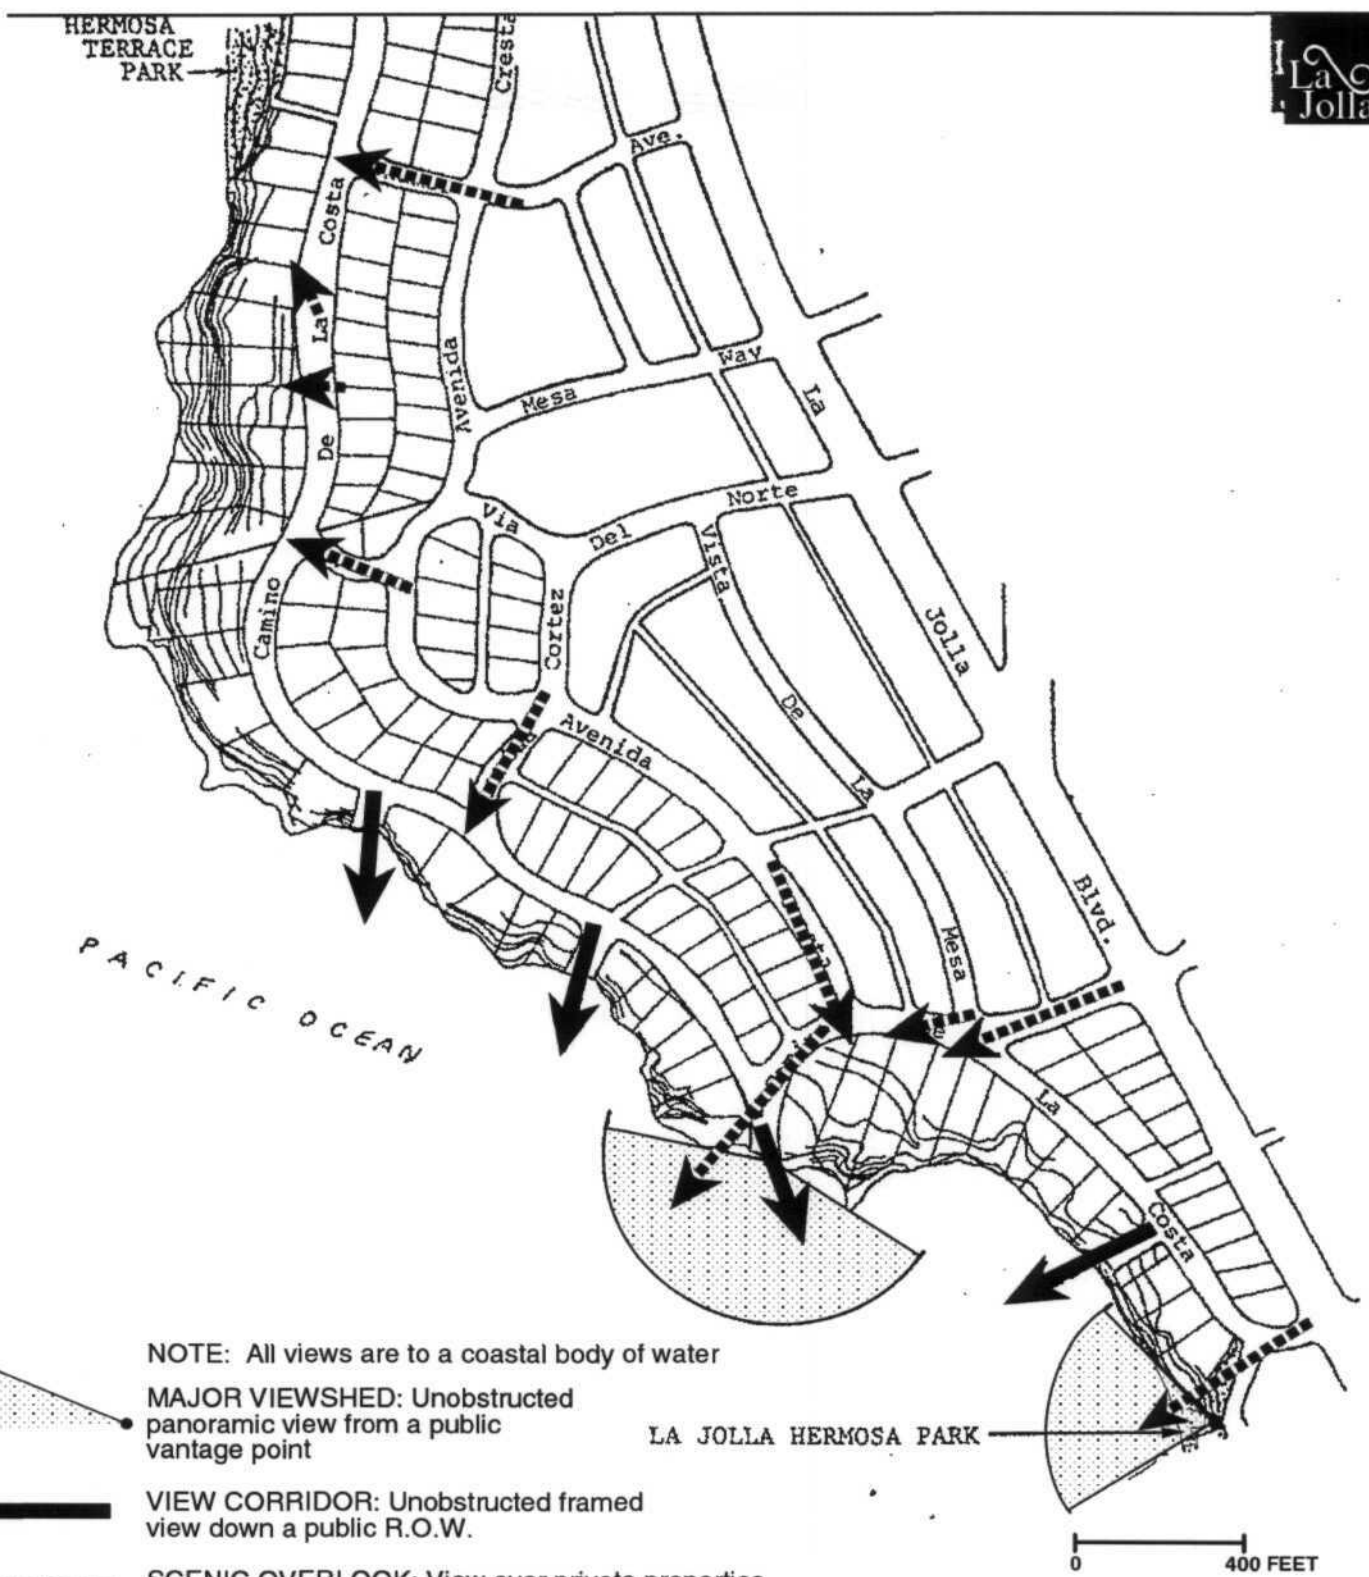 HERMOSA
TERRACE
PARK
La
Jolla
Cresta
Ave.
Costa
La
De
Camino
Avenida
Mesa
Way
La
Jolla
Blvd.
Via
Del
Norte
Vista
De
La
Mesa
Cortez
Avenida
La
Costa
PACIFIC OCEAN
NOTE: All views are to a coastal body of water
MAJOR VIEWSHED: Unobstructed
panoramic view from a public
vantage point
LA JOLLA HERMOSA PARK
VIEW CORRIDOR: Unobstructed framed
view down a public R.O.W.
SCENIC OVERLOOK: View over private properties
0 400 FEET